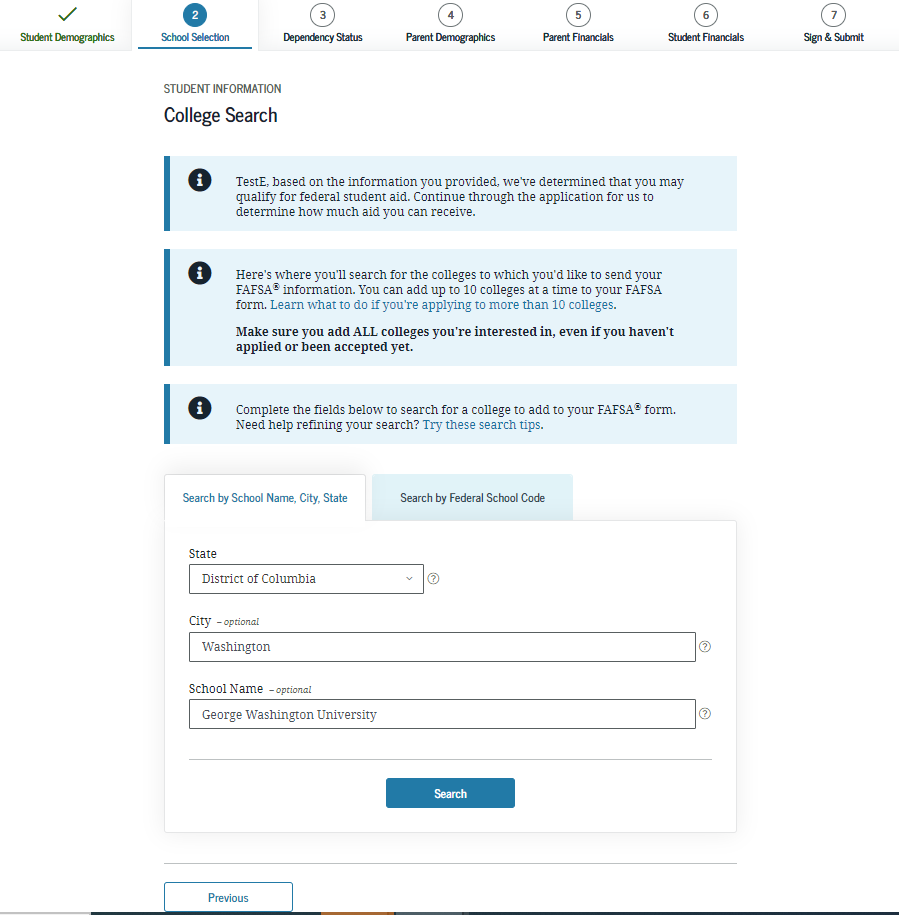 2 3 4 5 6 7
Student Demographics School Selection Dependency Status Parent Demographics Parent Financials Student Financials Sign & Submit
STUDENT INFORMATION
College Search
TestE, based on the information you provided, we've determined that you may
qualify for federal student aid. Continue through the application for us to
determine how much aid you can receive.
Here's where you'll search for the colleges to which you'd like to send your
FAFSA® information. You can add up to 10 colleges at a time to your FAFSA
form. Learn what to do if you're applying to more than 10 colleges.
Make sure you add ALL colleges you're interested in, even if you haven't
applied or been accepted yet.
Complete the fields below to search for a college to add to your FAFSA® form.
Need help refining your search? Try these search tips.
Search by School Name, City, State Search by Federal School Code
State
District of Columbia ?
City – optional
Washington ?
School Name – optional
George Washington University ?
Search
Previous